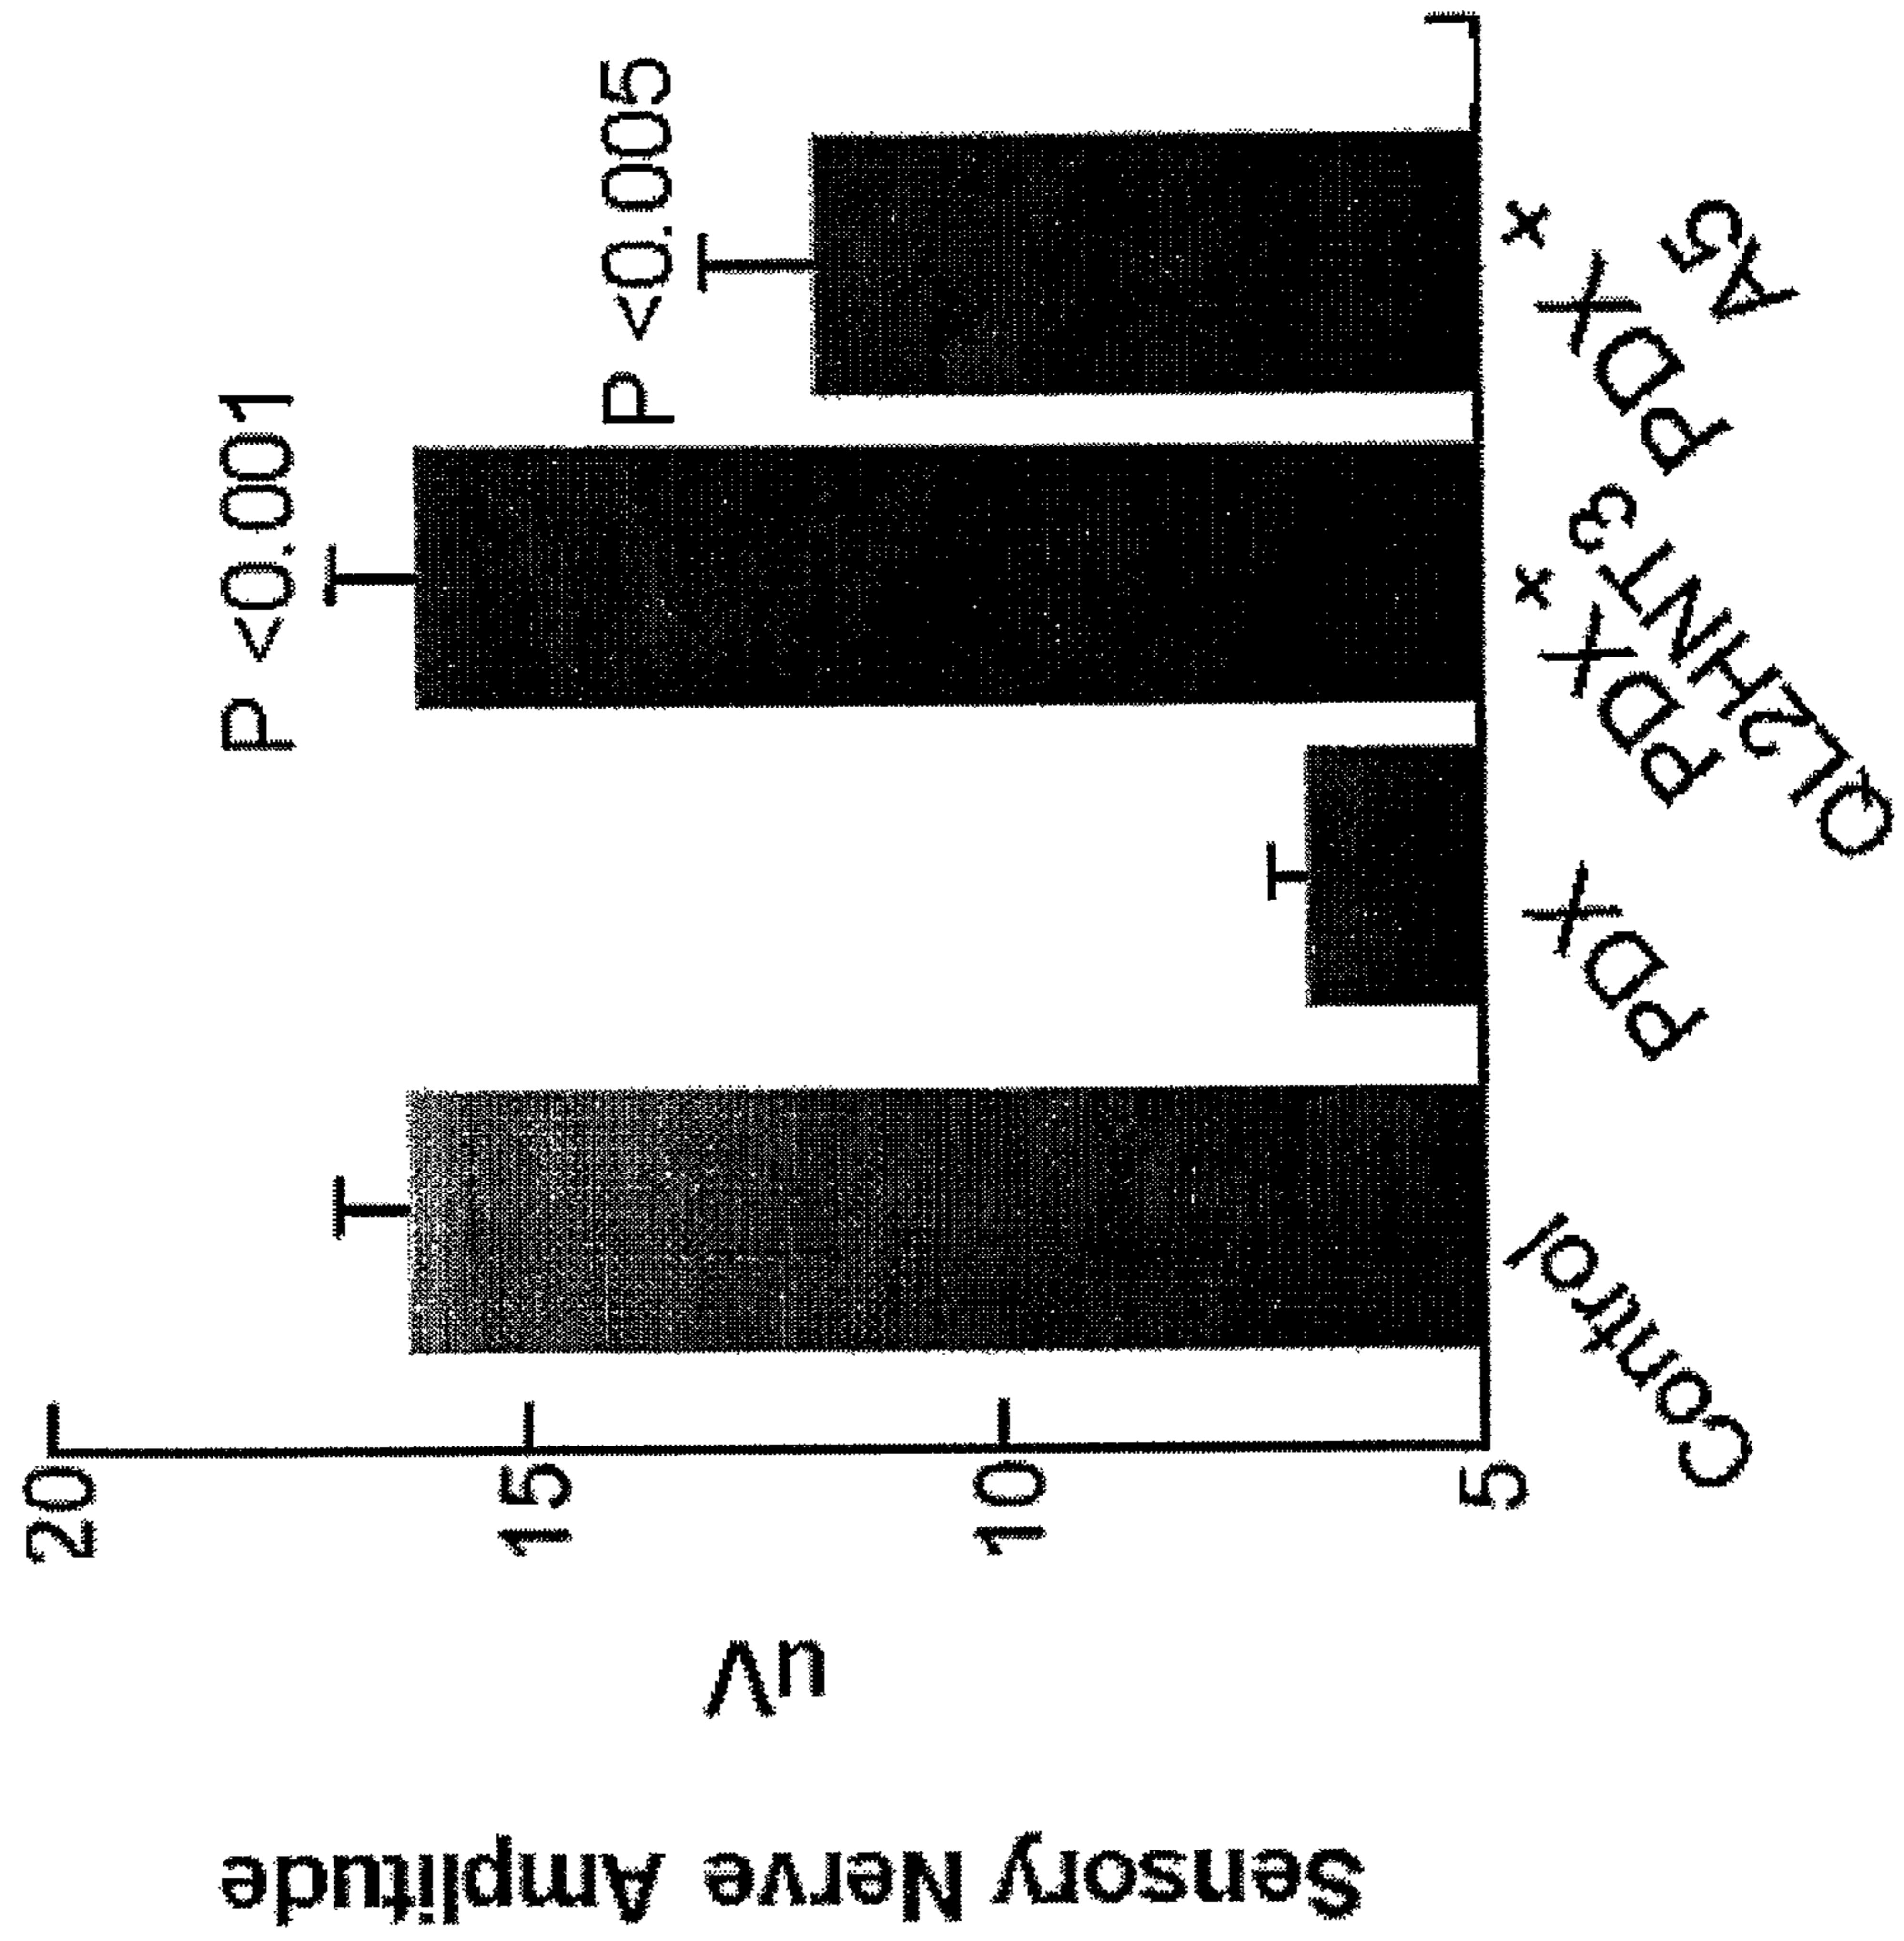 Sensory Nerve Amplitude
uV
20
15
10
5
P <0.001
P <0.005
Control
PDX
PDX +
QL2HNT3
PDX +
A5